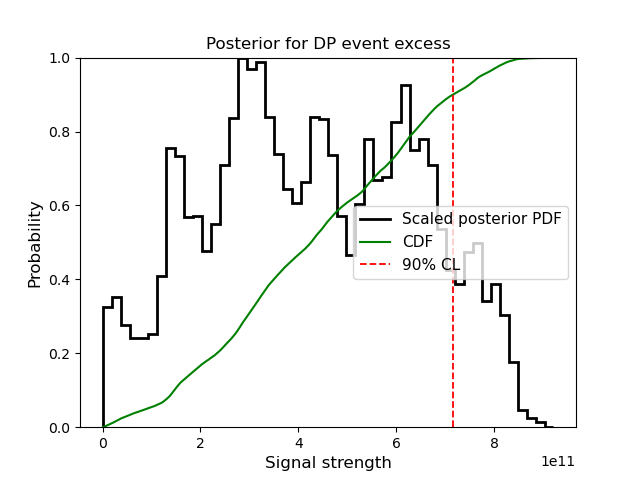 Posterior for DP event excess
1.0
0.8
0.6
0.4
0.2
0.0
Probability
Scaled posterior PDF
CDF
90% CL
0 2 4 6 8
1e11
Signal strength